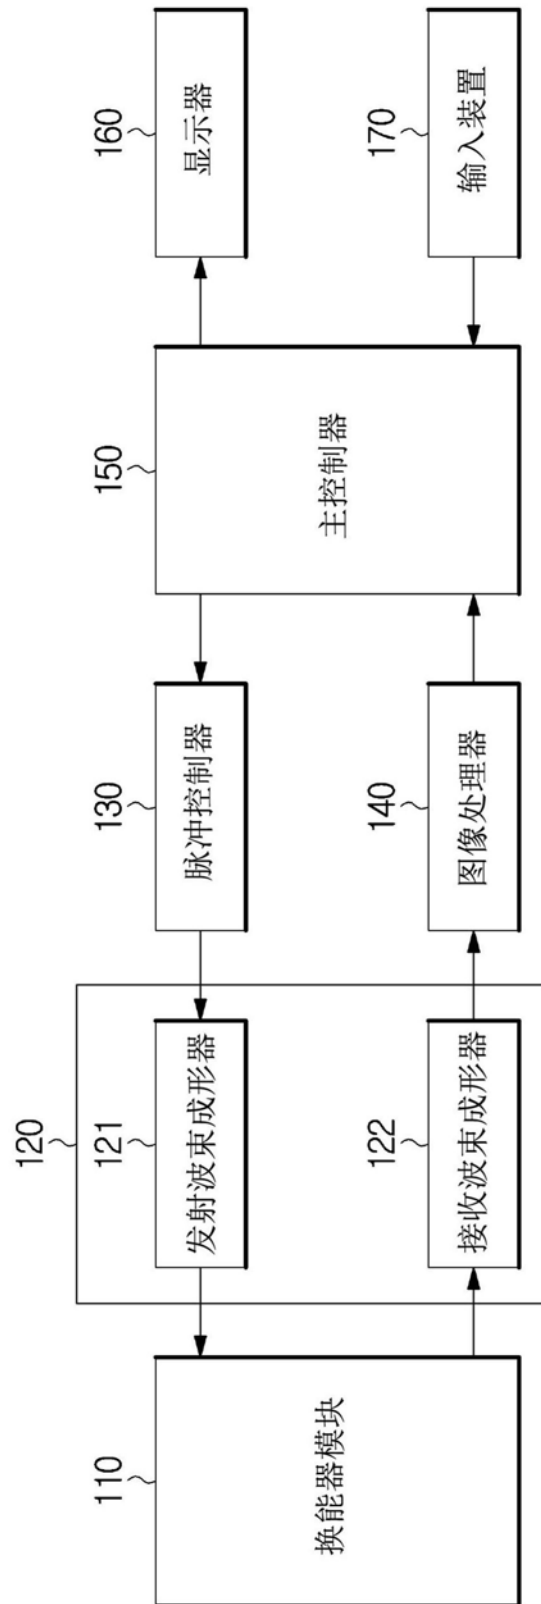 120
110
换能器模块
121
发射波束成形器
122
接收波束成形器
130
脉冲控制器
140
图像处理器
150
主控制器
160
显示器
170
输入装置